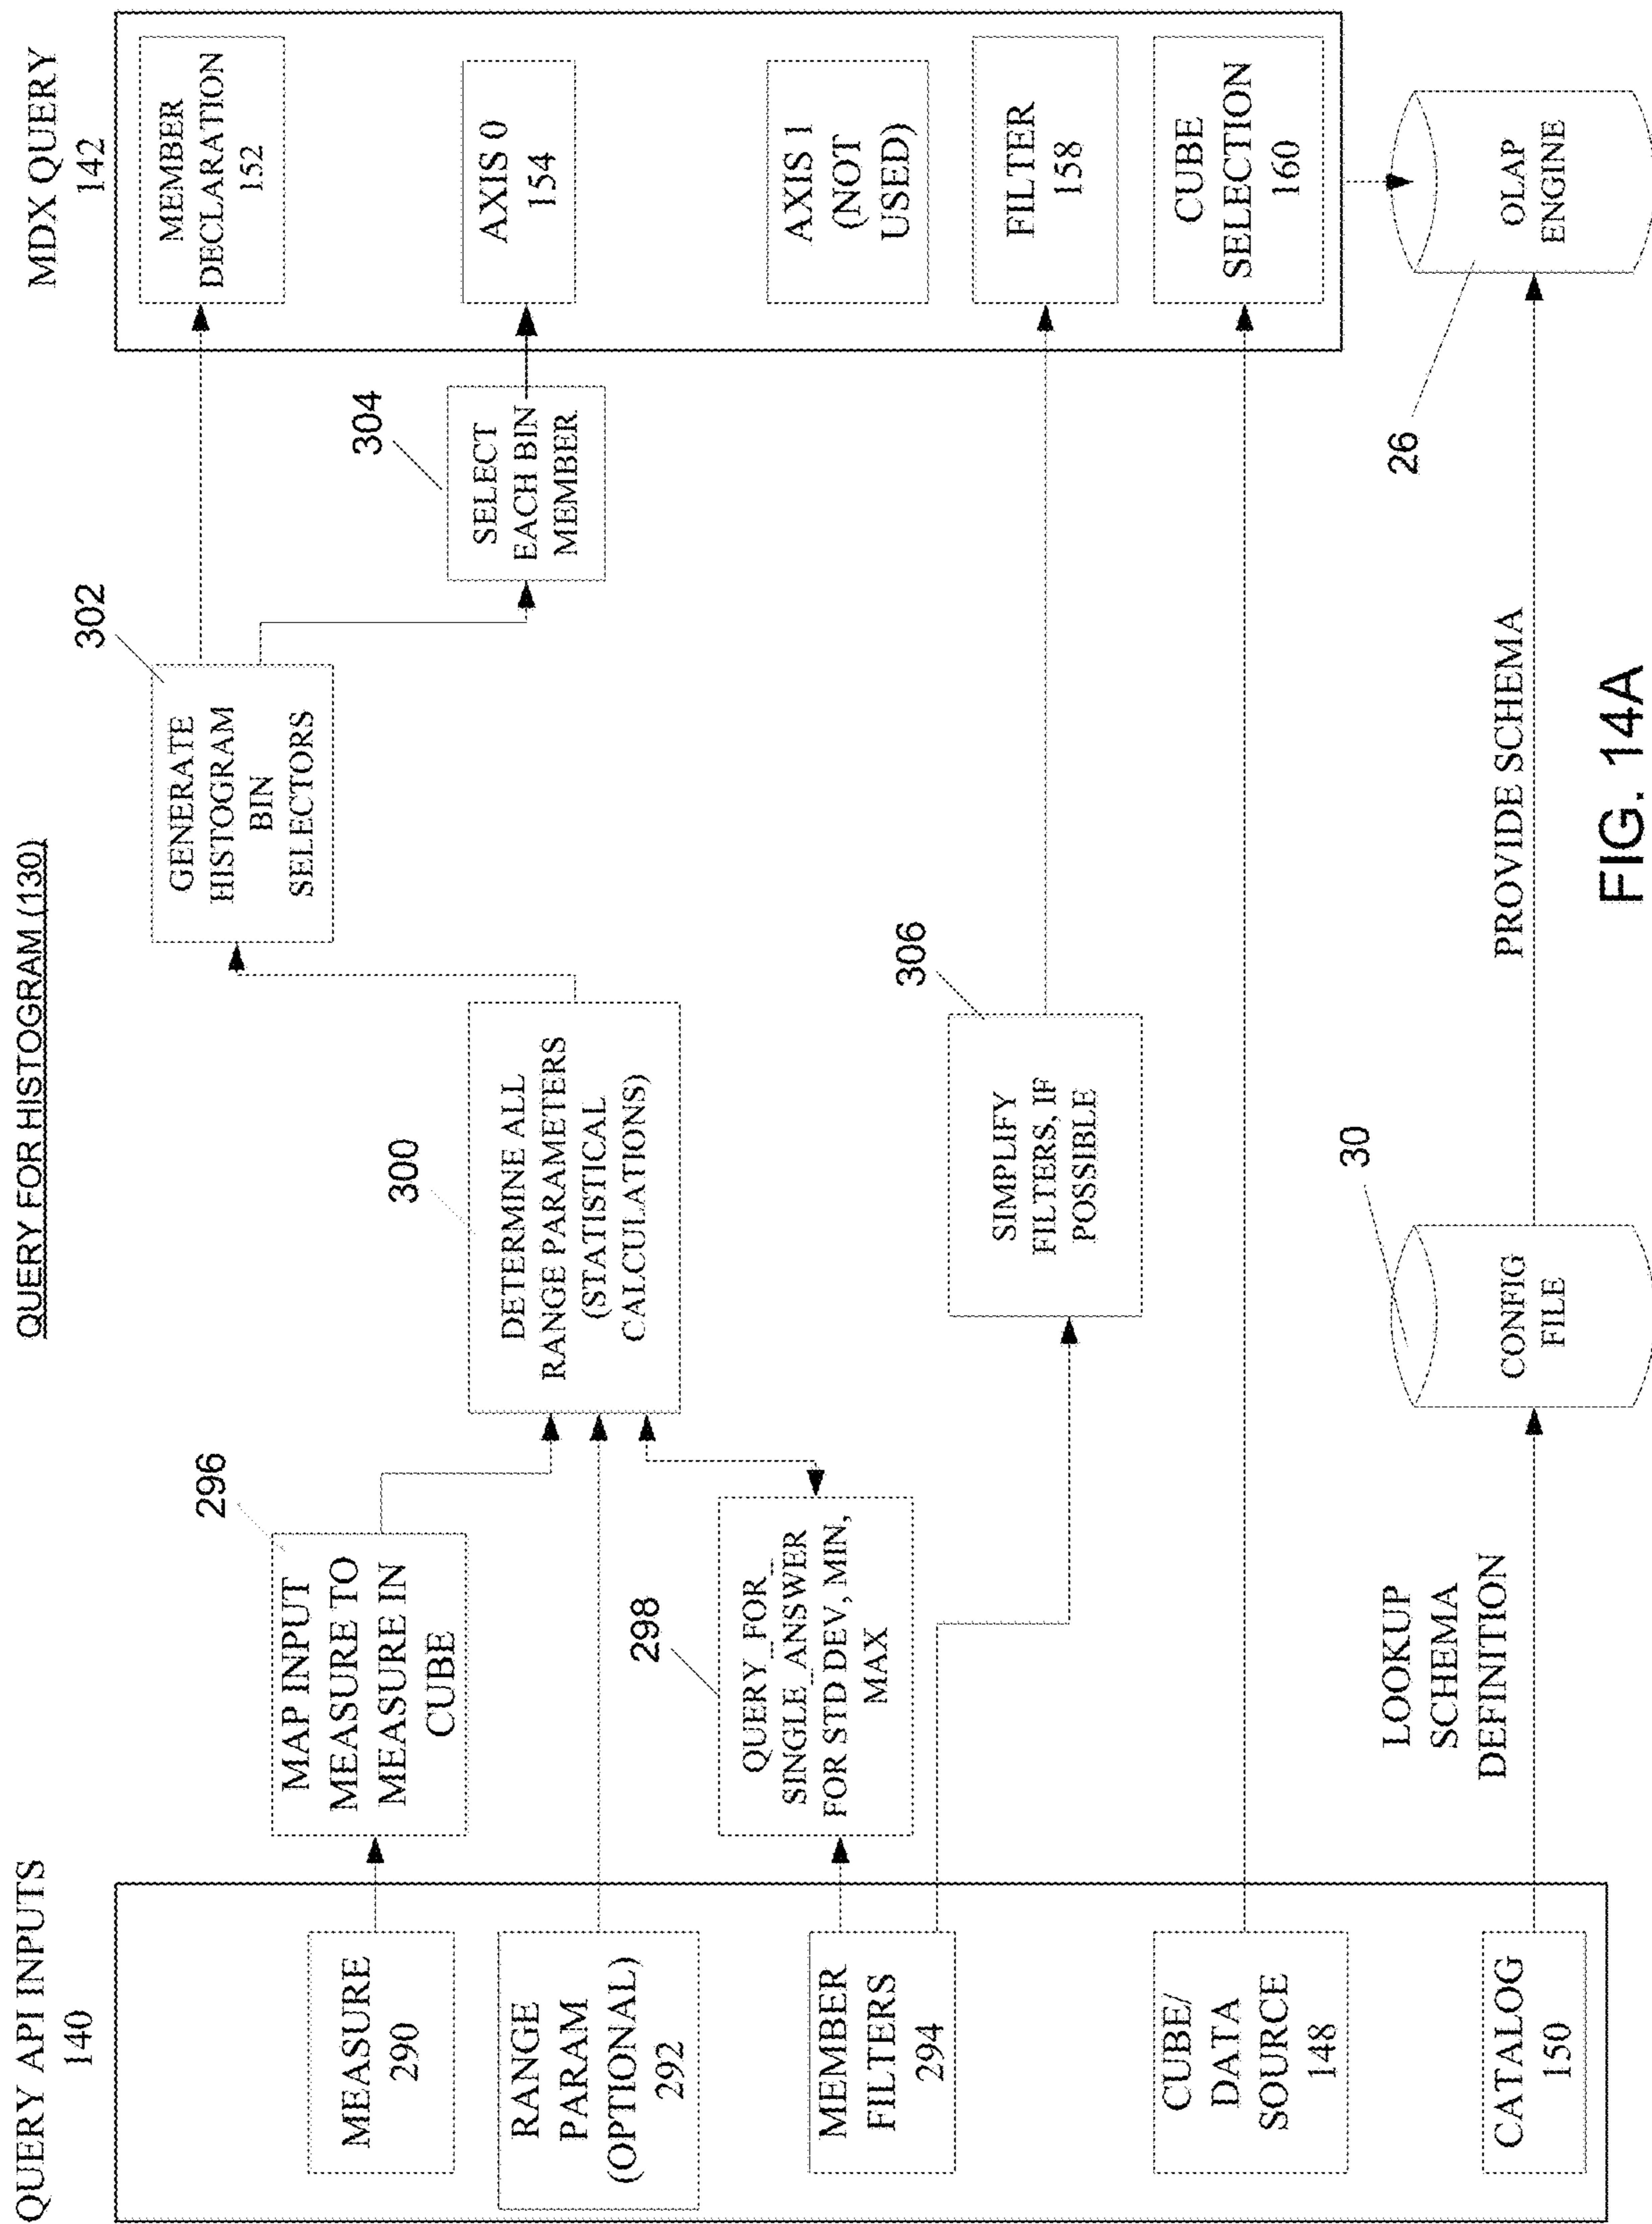 QUERY FOR HISTOGRAM (130)
QUERY API INPUTS
140
MEASURE
290
RANGE
PARAM
(OPTIONAL)
292
MEMBER
FILTERS
294
CUBE/
DATA
SOURCE
148
CATALOG
150
296
MAP INPUT
MEASURE TO
MEASURE IN
CUBE
298
QUERY_FOR_
SINGLE_ANSWER
FOR STD DEV, MIN,
MAX
LOOKUP
SCHEMA
DEFINITION
300
DETERMINE ALL
RANGE PARAMETERS
(STATISTICAL
CALCULATIONS)
306
SIMPLIFY
FILTERS, IF
POSSIBLE
30
CONFIG
FILE
302
GENERATE
HISTOGRAM
BIN
SELECTORS
304
SELECT
EACH BIN
MEMBER
PROVIDE SCHEMA
MDX QUERY
142
MEMBER
DECLARATION
152
AXIS 0
154
AXIS 1
(NOT
USED)
FILTER
158
CUBE
SELECTION
160
26
OLAP
ENGINE
FIG. 14A